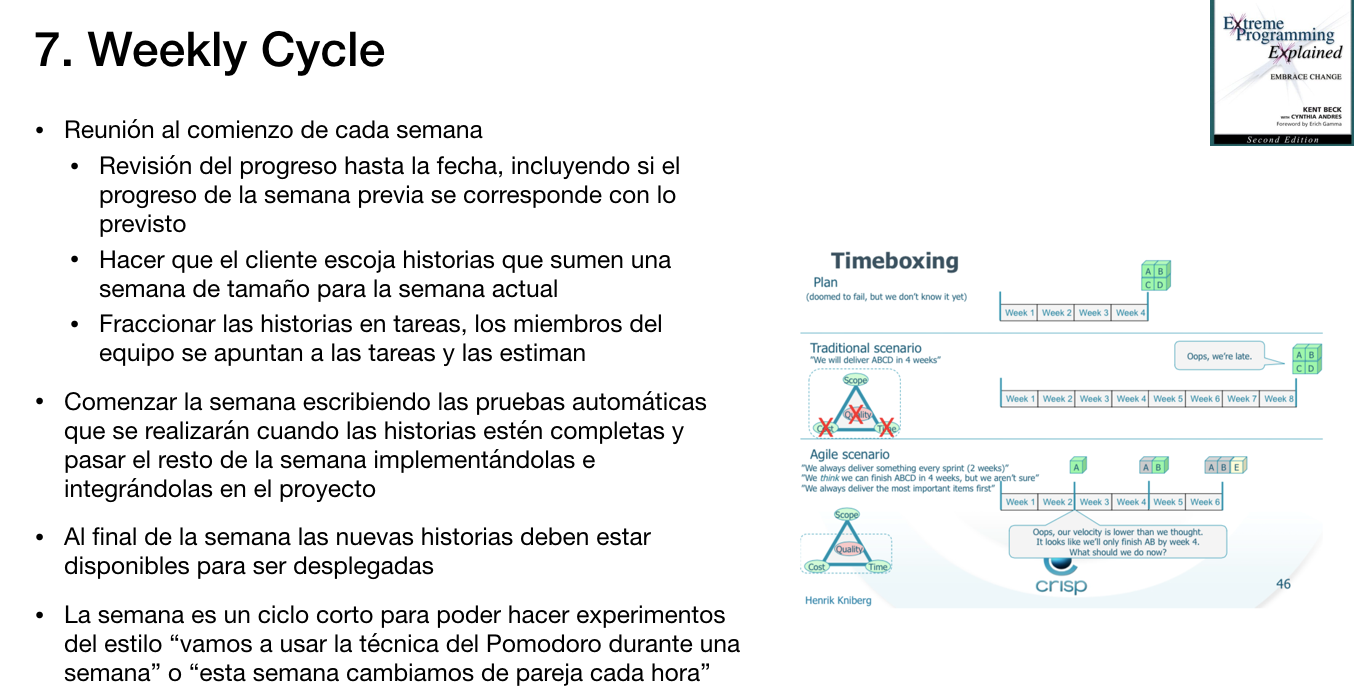 7. Weekly Cycle
Extreme
Programming
Explained
EMBRACE CHANGE
KENT BECK
WITH CYNTHIA ANDRES
Foreword by Erich Gamma
Second Edition
• Reunión al comienzo de cada semana
• Revisión del progreso hasta la fecha, incluyendo si el
progreso de la semana previa se corresponde con lo
previsto
• Hacer que el cliente escoja historias que sumen una
semana de tamaño para la semana actual
• Fraccionar las historias en tareas, los miembros del
equipo se apuntan a las tareas y las estiman
• Comenzar la semana escribiendo las pruebas automáticas
que se realizarán cuando las historias estén completas y
pasar el resto de la semana implementándolas e
integrándolas en el proyecto
• Al final de la semana las nuevas historias deben estar
disponibles para ser desplegadas
• La semana es un ciclo corto para poder hacer experimentos
del estilo “vamos a usar la técnica del Pomodoro durante una
semana” o “esta semana cambiamos de pareja cada hora”
Timeboxing
Plan
(doomed to fail, but we don’t know it yet)
A B
C D
Week 1 Week 2 Week 3 Week 4
Traditional scenario
“We will deliver ABCD in 4 weeks”
Oops, we’re late.
A B
C D
Scope
Quality
Cost Time
Week 1 Week 2 Week 3 Week 4 Week 5 Week 6 Week 7 Week 8
Agile scenario
“We always deliver something every sprint (2 weeks)”
“We think we can finish ABCD in 4 weeks, but we aren’t sure”
“We always deliver the most important items first”
A
A B
A B E
Week 1 Week 2 Week 3 Week 4 Week 5 Week 6
Scope
Quality
Cost Time
Oops, our velocity is lower than we thought.
It looks like we’ll only finish AB by week 4.
What should we do now?
crisp
46
Henrik Kniberg